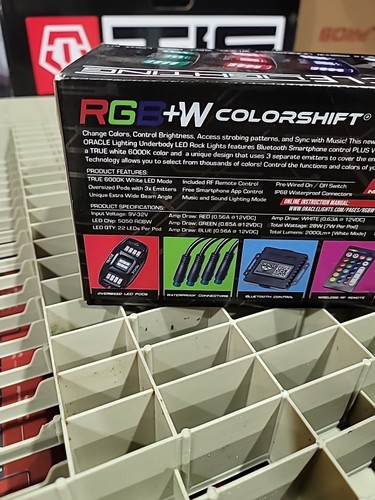 LIGHTING
RGB+W COLORSHIFT®
Change Colors, Control Brightness, Access strobing patterns, and Sync with Music! This new
ORACLE Lighting Underbody LED Rock Lights features Bluetooth Smartphone control PLUS
a TRUE white 6000K color and a unique design that uses 3 separate emitters to cover the
Technology allows you to select from thousands of colors! Control the functions and colors of
PRODUCT FEATURES:
TRUE 6000K White LED Mode Included RF Remote Control Pre-Wired On / Off Switch
Oversized Pods with 3x Emitters Free Smartphone App Control IP68 Waterproof Connectors
Unique Extra Wide Beam Angle Music and Sound Lighting Mode
ONLINE INSTRUCTION MANUAL:
WWW.ORACLELIGHTS.COM/PAGES/RGBW
PRODUCT SPECIFICATIONS:
Input Voltage: 9V-32V Amp Draw: RED (0.56A @ 12VDC) Amp Draw: WHITE (0.63A @ 12VDC)
LED Chip: 5050 RGBW Amp Draw: GREEN (0.56A @ 12VDC) Total Wattage: 28W (7W Per Pod)
LED QTY: 22 LEDs Per Pod Amp Draw: BLUE (0.56A @ 12VDC) Total Lumens: 2000Lm+ (White Mode)
OVERSIZED LED PODS WATERPROOF CONNECTORS BLUETOOTH CONTROL WIRELESS RF REMOTE